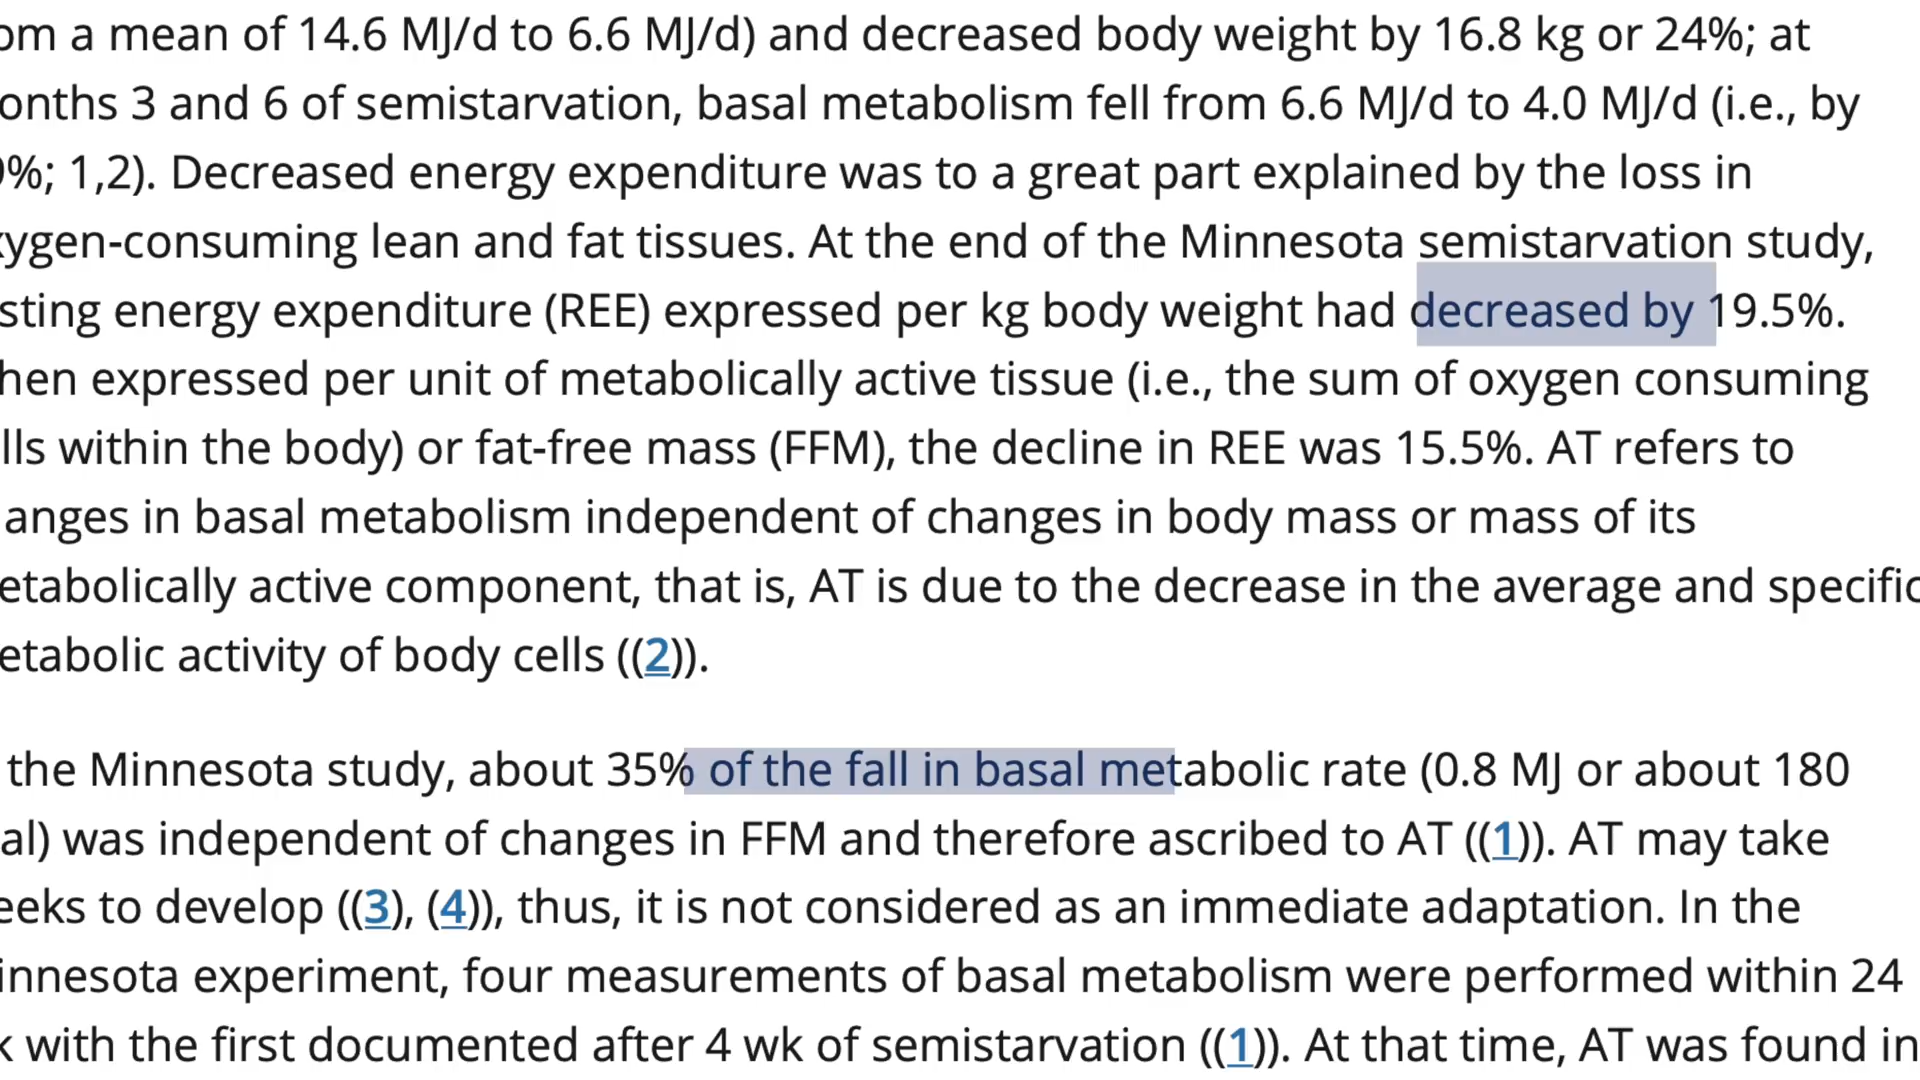 om a mean of 14.6 MJ/d to 6.6 MJ/d) and decreased body weight by 16.8 kg or 24%; at
onths 3 and 6 of semistarvation, basal metabolism fell from 6.6 MJ/d to 4.0 MJ/d (i.e., by
%; 1,2). Decreased energy expenditure was to a great part explained by the loss in
ygen-consuming lean and fat tissues. At the end of the Minnesota semistarvation study,
sting energy expenditure (REE) expressed per kg body weight had decreased by 19.5%.
hen expressed per unit of metabolically active tissue (i.e., the sum of oxygen consuming
lls within the body) or fat-free mass (FFM), the decline in REE was 15.5%. AT refers to
anges in basal metabolism independent of changes in body mass or mass of its
etabolically active component, that is, AT is due to the decrease in the average and specific
etabolic activity of body cells ((2)).
the Minnesota study, about 35% of the fall in basal metabolic rate (0.8 MJ or about 180
al) was independent of changes in FFM and therefore ascribed to AT ((1)). AT may take
eeks to develop ((3), (4)), thus, it is not considered as an immediate adaptation. In the
innesota experiment, four measurements of basal metabolism were performed within 24
k with the first documented after 4 wk of semistarvation ((1)). At that time, AT was found in